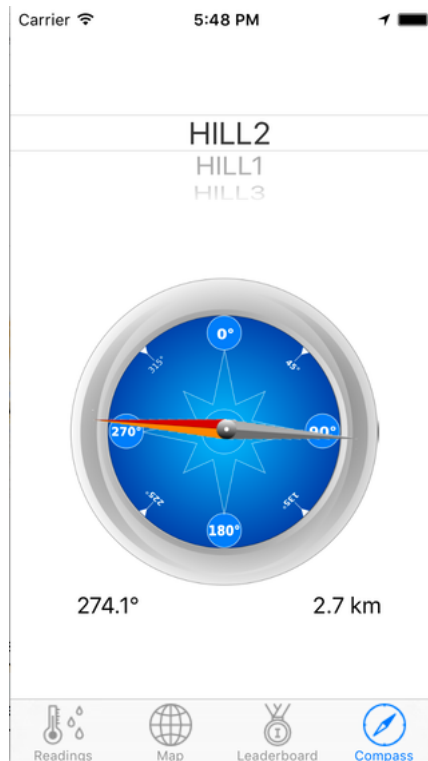 Carrier 5:48 PM
HILL2
HILL1
HILL3
0°
315° 45°
270° 90°
225° 135°
180°
274.1° 2.7 km
Readings Map Leaderboard Compass